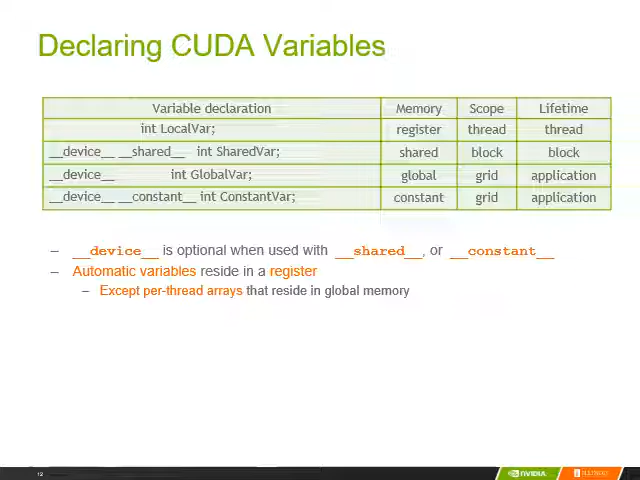 Declaring CUDA Variables
Variable declaration Memory Scope Lifetime
int LocalVar; register thread thread
__device__ __shared__ int SharedVar; shared block block
__device__ int GlobalVar; global grid application
__device__ __constant__ int ConstantVar; constant grid application
– __device__ is optional when used with __shared__, or __constant__
– Automatic variables reside in a register
– Except per-thread arrays that reside in global memory
12
NVIDIA
ILLINOIS